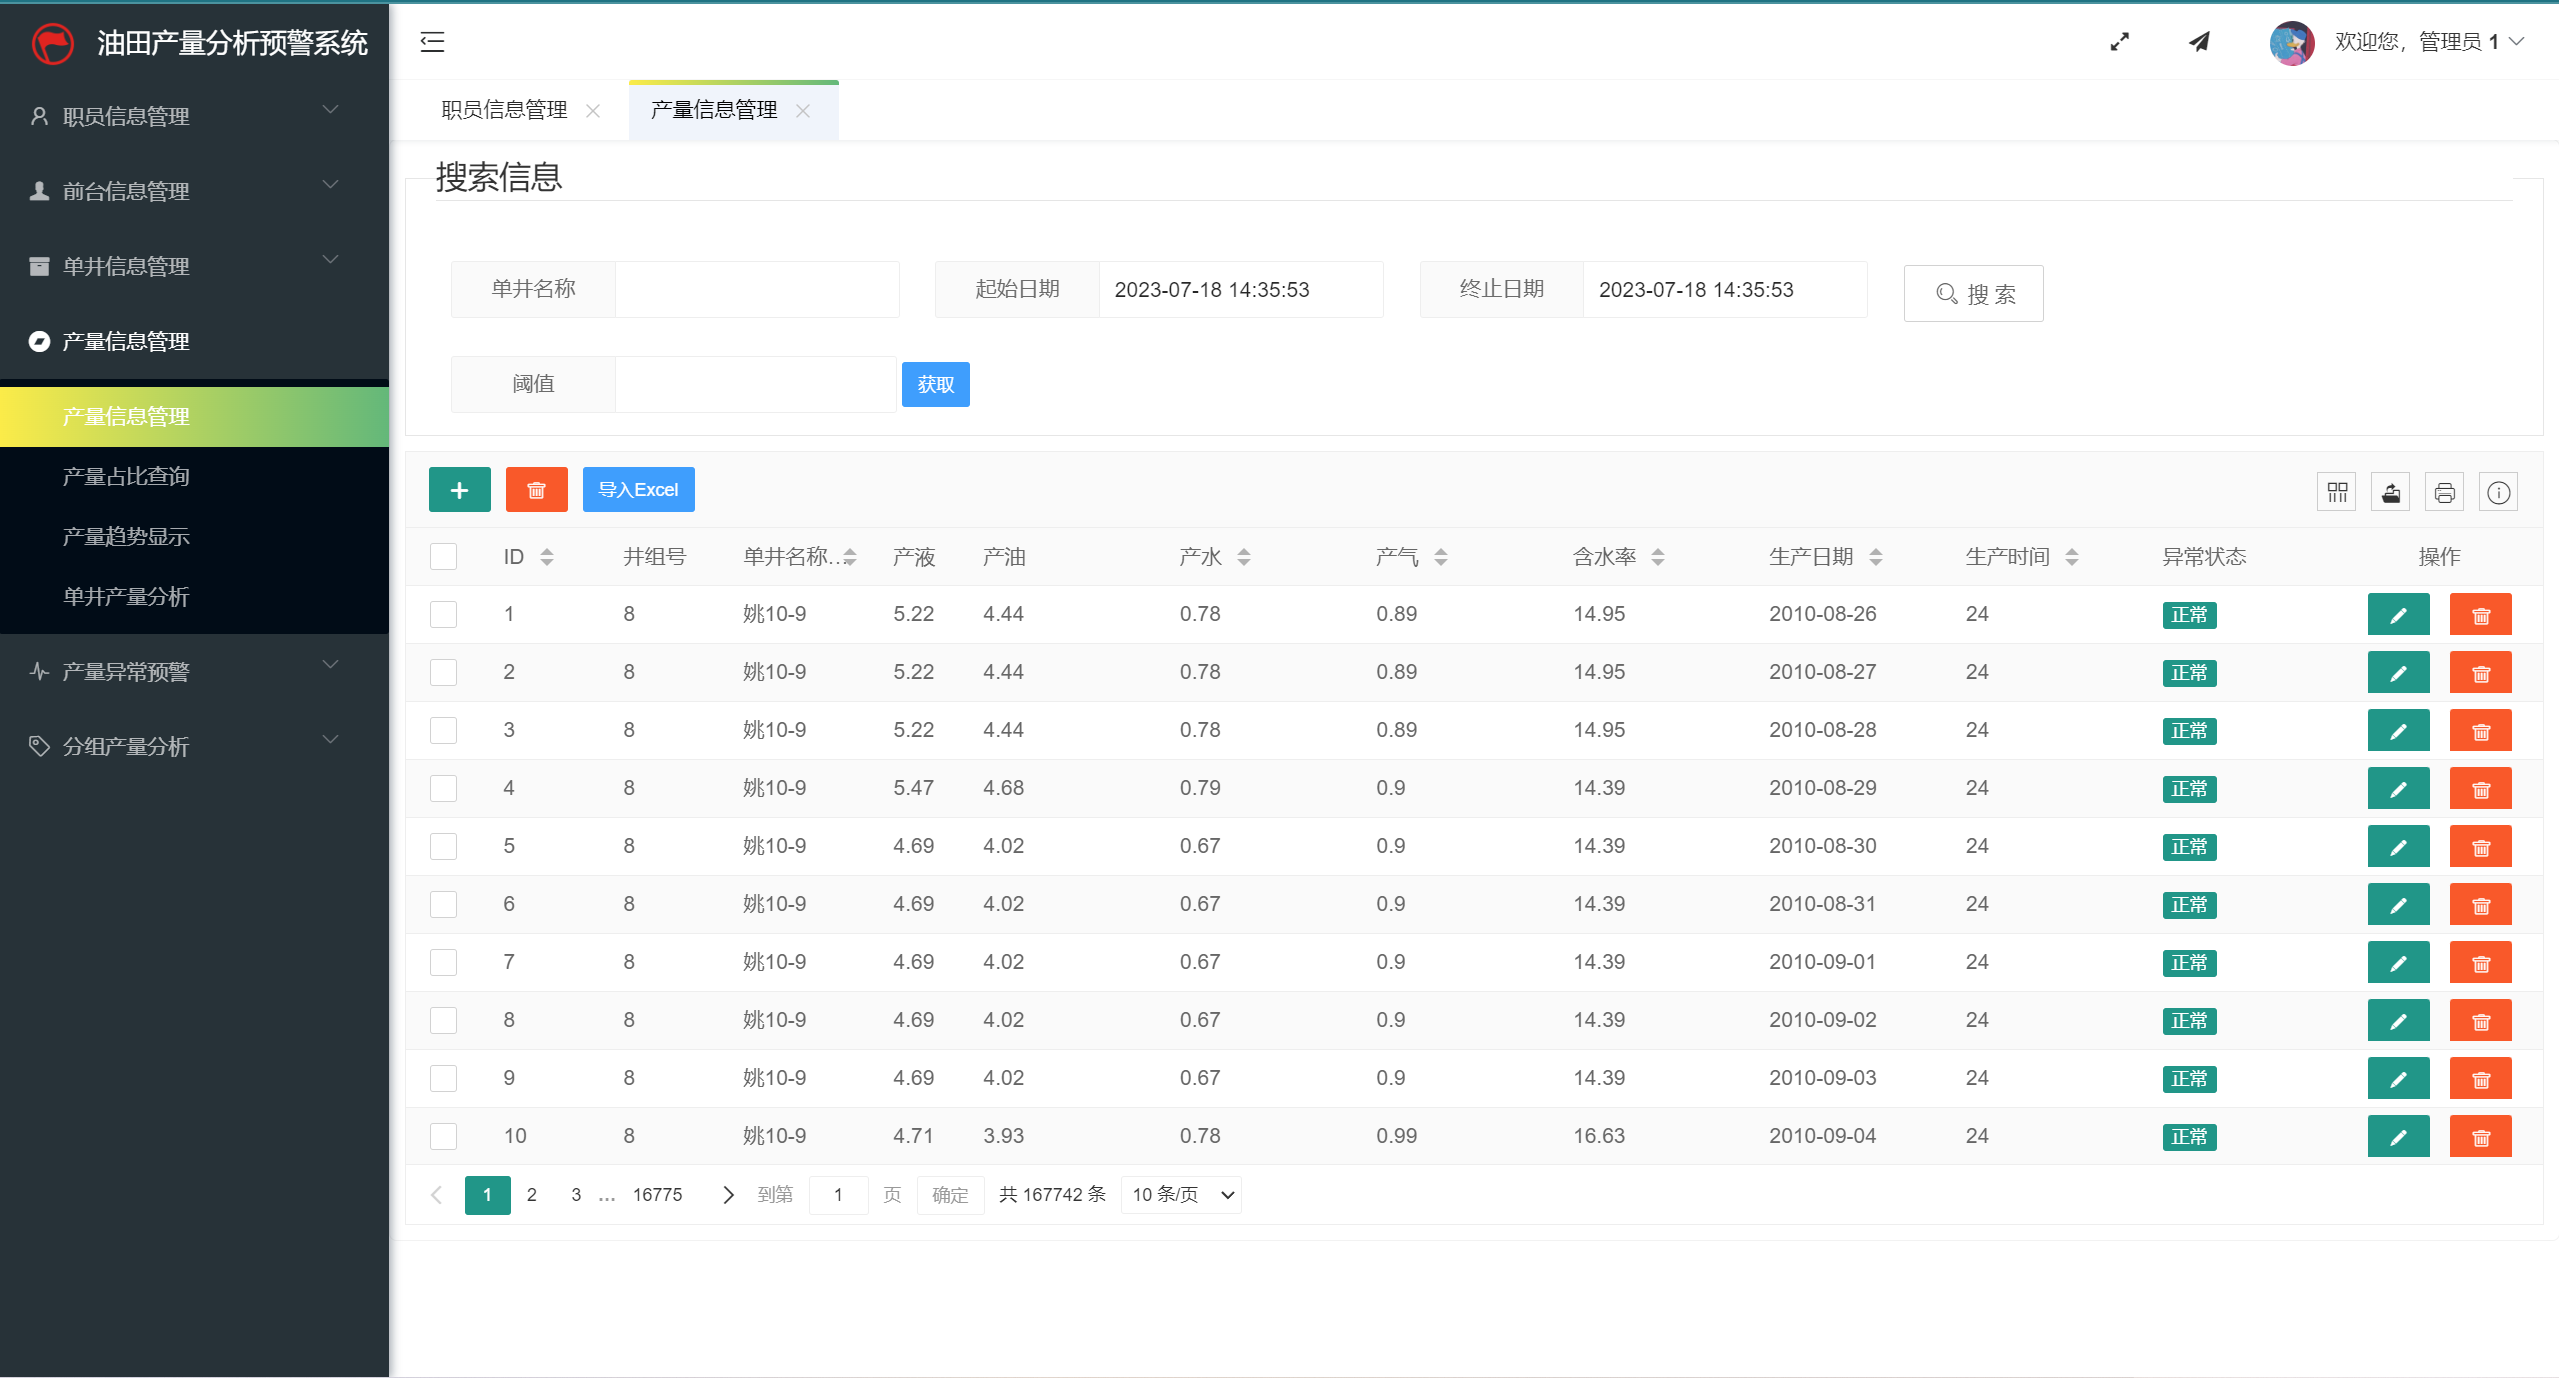 油田产量分析预警系统
欢迎您，管理员 1
职员信息管理
前台信息管理
单井信息管理
产量信息管理
产量信息管理
产量占比查询
产量趋势显示
单井产量分析
产量异常预警
分组产量分析
职员信息管理 产量信息管理
搜索信息
单井名称 起始日期 2023-07-18 14:35:53 终止日期 2023-07-18 14:35:53 搜 索
阈值 获取
导入Excel
ID 井组号 单井名称... 产液 产油 产水 产气 含水率 生产日期 生产时间 异常状态 操作
1 8 姚10-9 5.22 4.44 0.78 0.89 14.95 2010-08-26 24 正常
2 8 姚10-9 5.22 4.44 0.78 0.89 14.95 2010-08-27 24 正常
3 8 姚10-9 5.22 4.44 0.78 0.89 14.95 2010-08-28 24 正常
4 8 姚10-9 5.47 4.68 0.79 0.9 14.39 2010-08-29 24 正常
5 8 姚10-9 4.69 4.02 0.67 0.9 14.39 2010-08-30 24 正常
6 8 姚10-9 4.69 4.02 0.67 0.9 14.39 2010-08-31 24 正常
7 8 姚10-9 4.69 4.02 0.67 0.9 14.39 2010-09-01 24 正常
8 8 姚10-9 4.69 4.02 0.67 0.9 14.39 2010-09-02 24 正常
9 8 姚10-9 4.69 4.02 0.67 0.9 14.39 2010-09-03 24 正常
10 8 姚10-9 4.71 3.93 0.78 0.99 16.63 2010-09-04 24 正常
1 2 3 ... 16775 到第 1 页 确定 共 167742 条 10 条/页